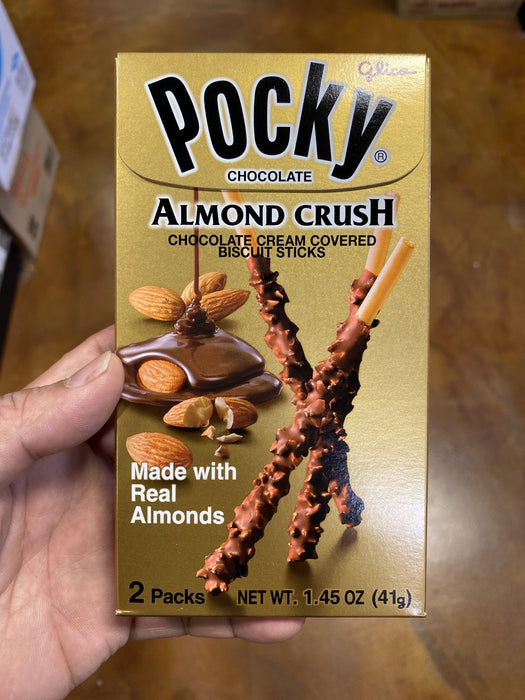 Glico
Pocky®
CHOCOLATE
ALMOND CRUSH
CHOCOLATE CREAM COVERED
BISCUIT STICKS
Made with
Real
Almonds
2 Packs NET WT. 1.45 OZ (41g)